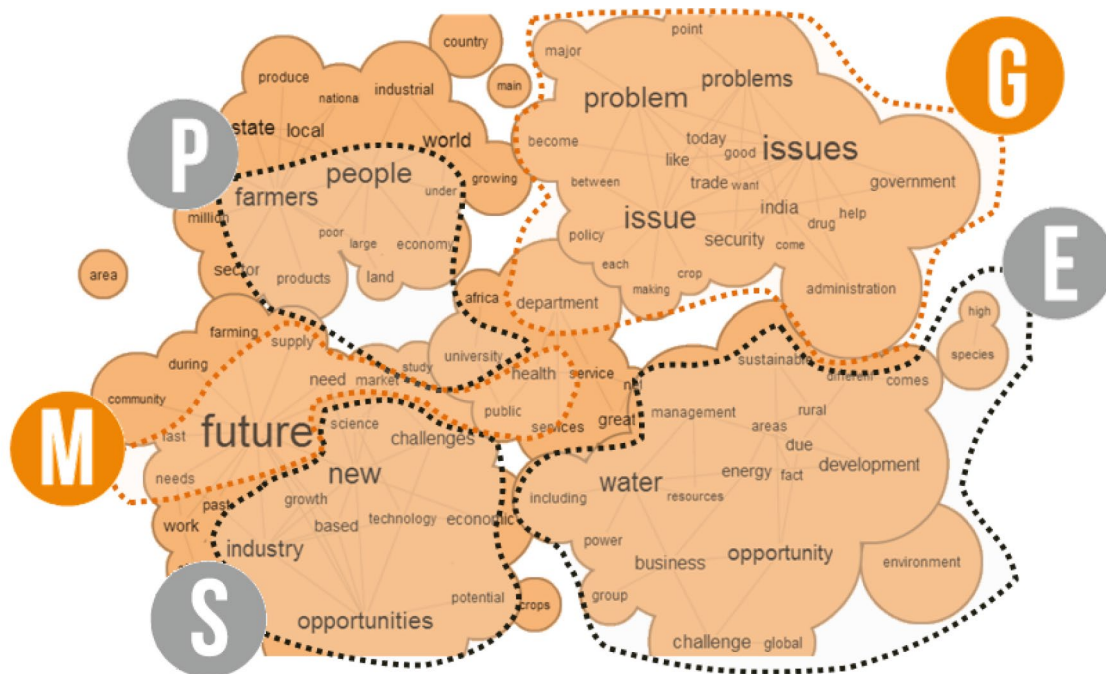 country
point
major
produce
problems
main
national
industrial
problem
state
local
world
today
issues
become
like
good
P
G
people
growing
between
trade
want
government
farmers
under
india
help
million
issue
drug
poor
large
economy
policy
security
come
sector
products
land
each
crop
E
area
making
administration
africa
department
high
farming
supply
university
sustainable
species
during
study
health
service
different
comes
need
market
community
public
management
rural
M
fast
future
science
services
great
areas
challenges
due
needs
new
energy
fact
development
past
growth
including
water
resources
work
based
technology
economic
industry
power
business
opportunity
environment
S
potential
crops
group
opportunities
challenge
global